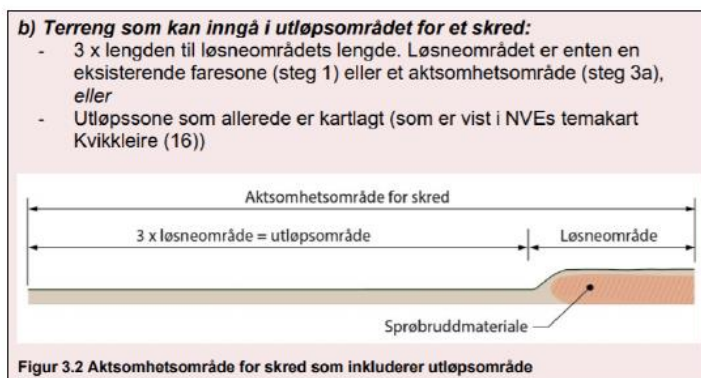 b) Terreng som kan inngå i utløpsområdet for et skred:
- 3 x lengden til løsneområdets lengde. Løsneområdet er enten en
eksisterende faresone (steg 1) eller et aktsomhetsområde (steg 3a),
eller
- Utløpssone som allerede er kartlagt (som er vist i NVEs temakart
Kvikkleire (16))
Aktsomhetsområde for skred
3 x løsneområde = utløpsområde
Løsneområde
Sprøbruddmateriale
Figur 3.2 Aktsomhetsområde for skred som inkluderer utløpsområde